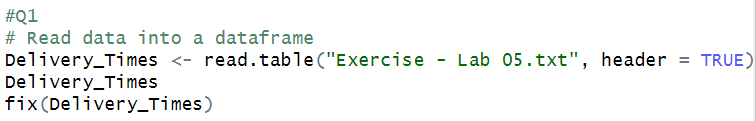 #Q1
# Read data into a dataframe
Delivery_Times <- read.table("Exercise - Lab 05.txt", header = TRUE)
Delivery_Times
fix(Delivery_Times)